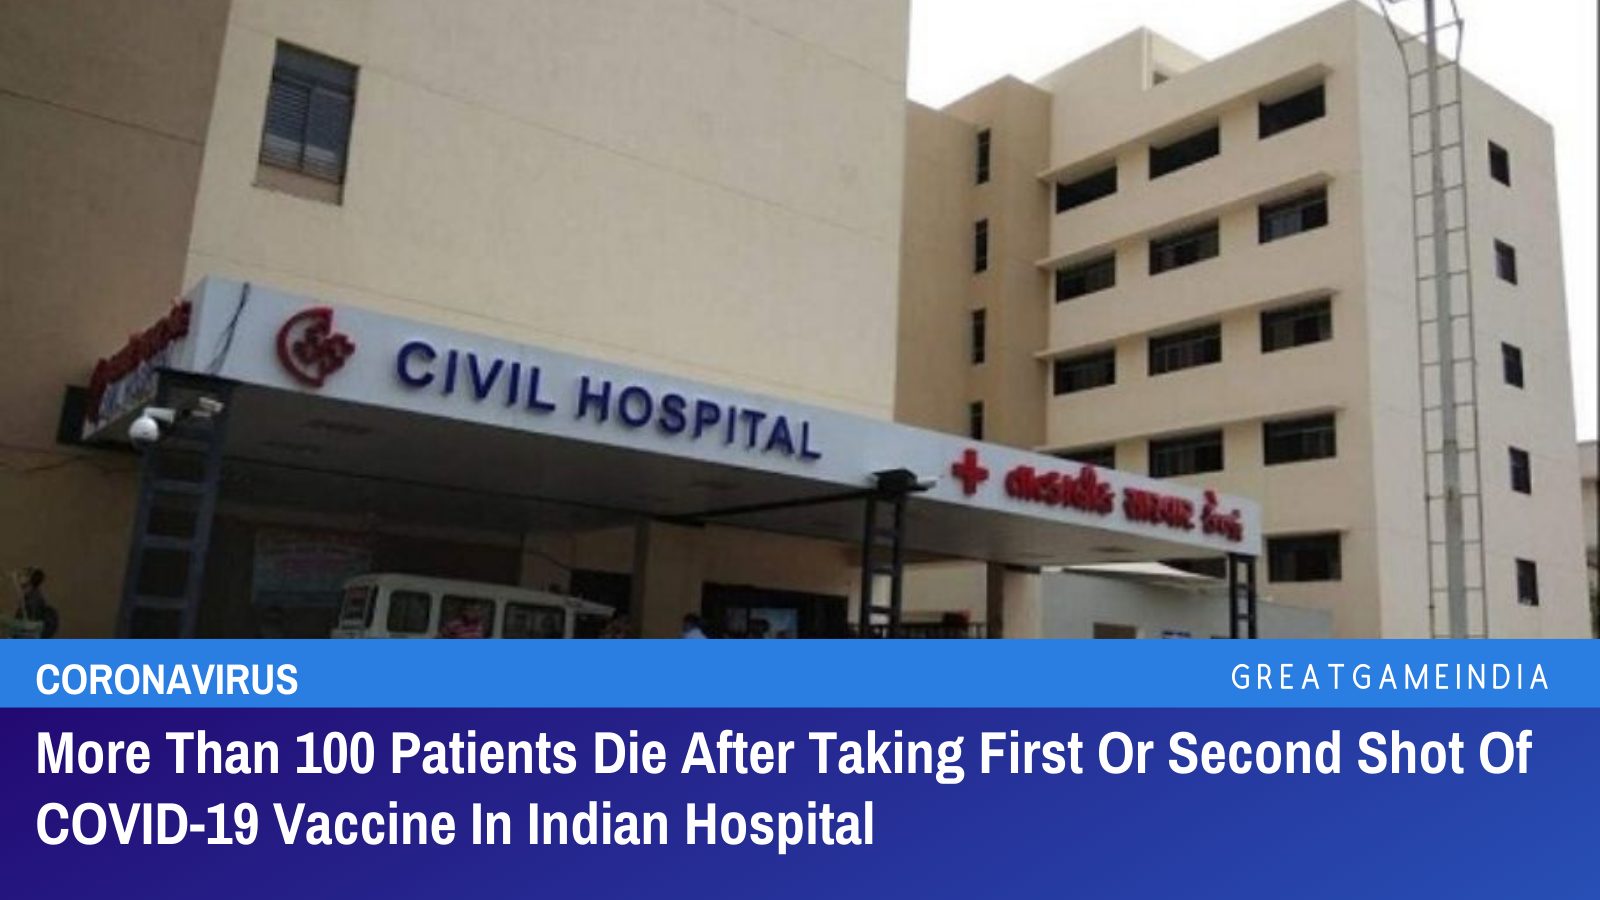 CIVIL HOSPITAL
+ તાત્કાલીક સારવાર કેન્દ્ર
CORONAVIRUS
GREATGAMEINDIA
More Than 100 Patients Die After Taking First Or Second Shot Of
COVID-19 Vaccine In Indian Hospital